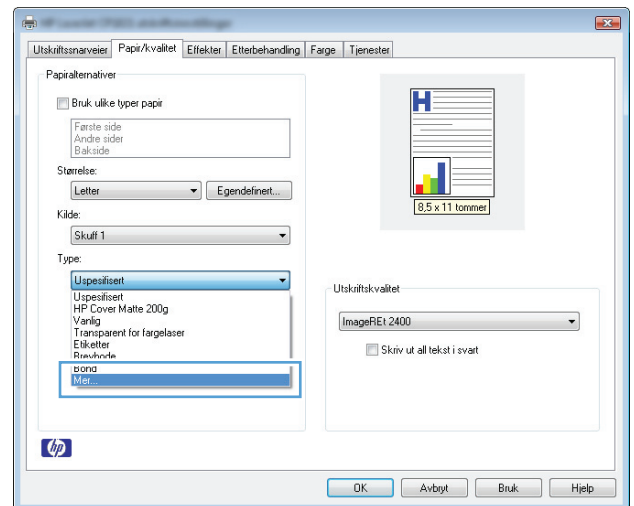 Utskriftssnarveier Papir/kvalitet Effekter Etterbehandling Farge Tjenester
Papiralternativer
Bruk ulike typer papir
Første side
Andre sider
Bakside
Størrelse:
Letter Egendefinert...
Kilde:
Skuff 1
Type:
Uspesifisert
Uspesifisert
HP Cover Matte 200g
Vanlig
Transparent for fargelaser
Etiketter
Brevhode
Bond
Mer...
H
8,5 x 11 tommer
Utskriftskvalitet
ImageREt 2400
Skriv ut all tekst i svart
hp
OK Avbryt Bruk Hjelp